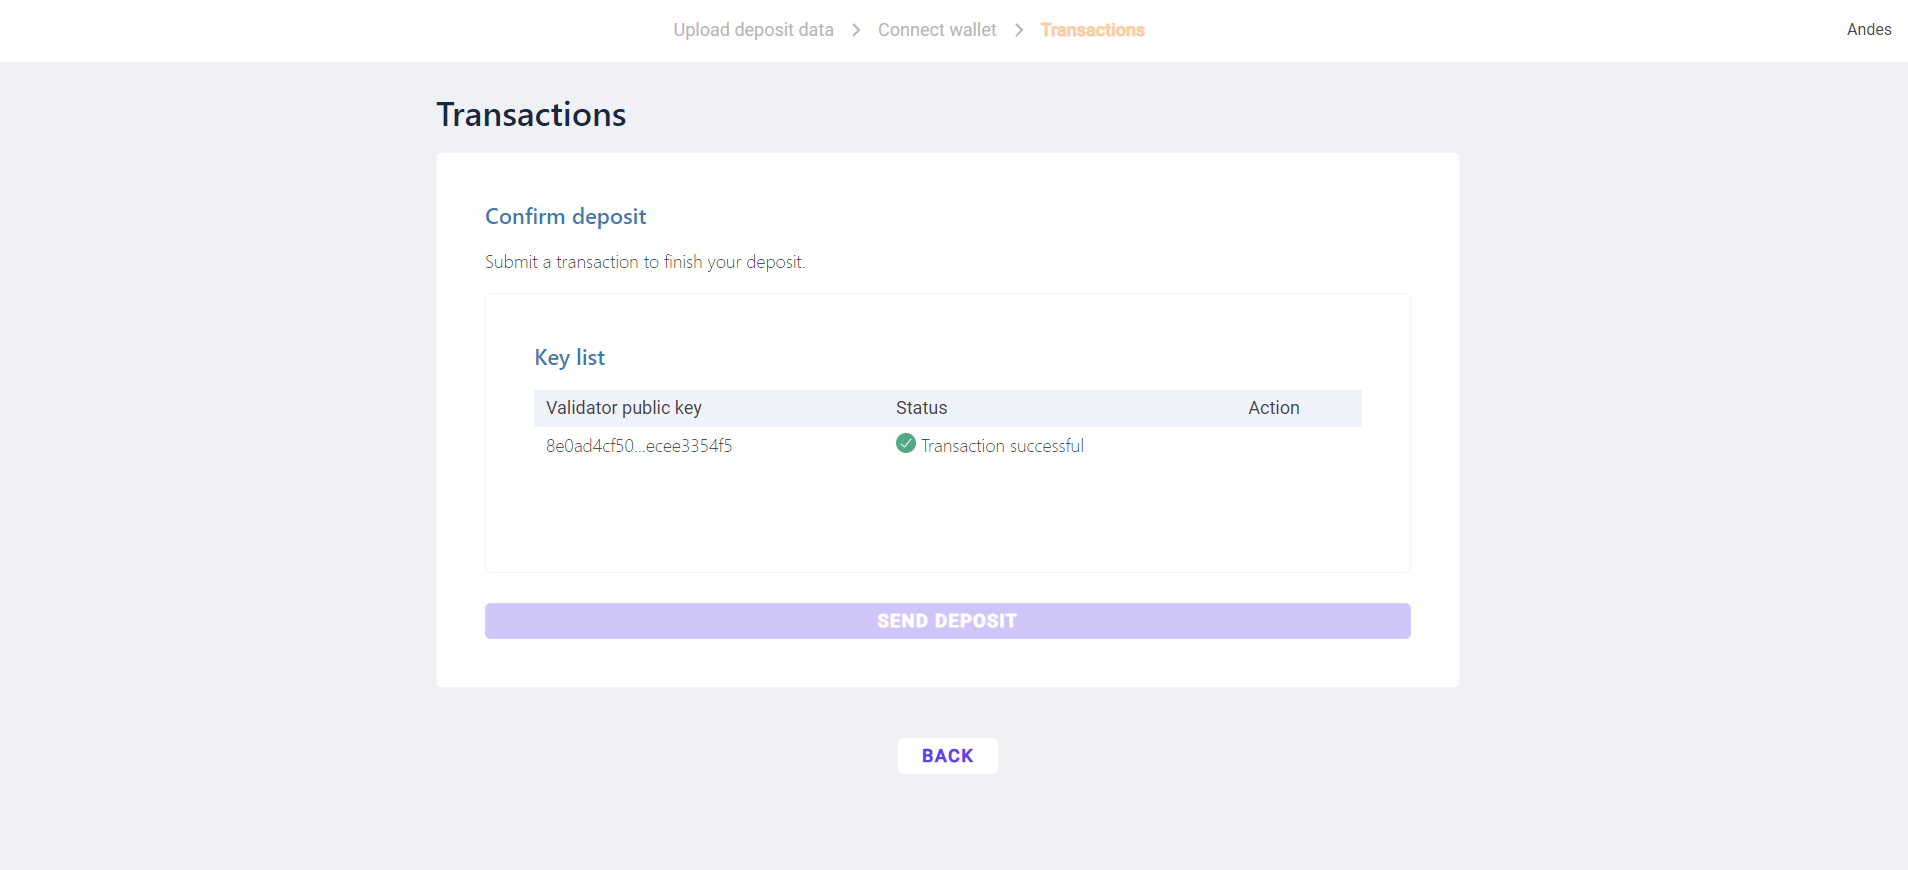 Upload deposit data > Connect wallet > Transactions Andes
Transactions
Confirm deposit
Submit a transaction to finish your deposit.
Key list
Validator public key Status Action
8e0ad4cf50...ecee3354f5 Transaction successful
SEND DEPOSIT
BACK